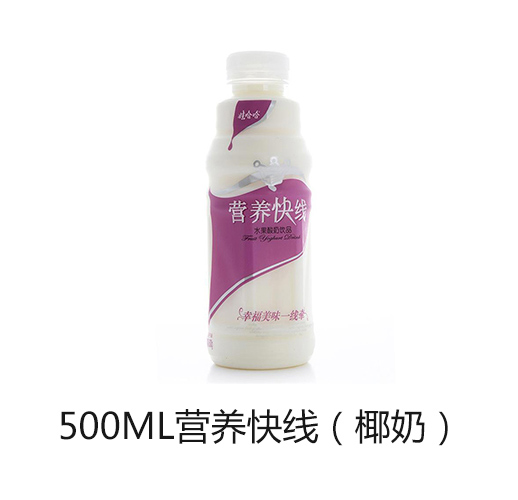 娃哈哈
营养快线
水果酸奶饮品
Fruit Yoghurt Drinks
幸福美味一线牵
500ML营养快线（椰奶）